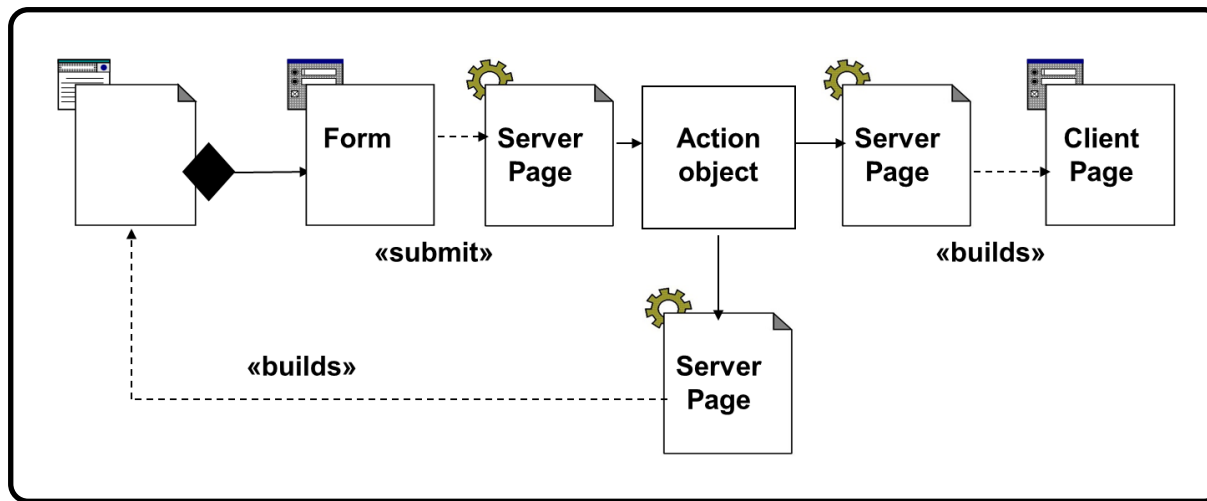 Form
Server
Page
Action
object
Server
Page
Client
Page
«submit»
«builds»
«builds»
Server
Page